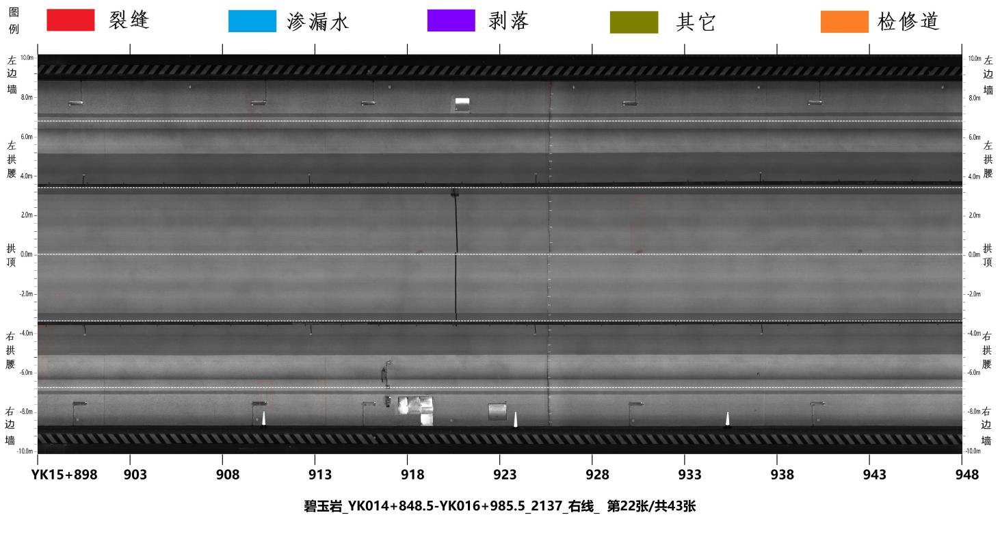 图例 裂缝 渗漏水 剥落 其它 检修道
左边墙 10.0m 10.0m 左边墙
8.0m 8.0m
6.0m 6.0m
左拱腰 左拱腰
4.0m 4.0m
2.0m 2.0m
拱顶 0.0m 0.0m 拱顶
-2.0m -2.0m
右拱腰 -4.0m -4.0m 右拱腰
-6.0m -6.0m
右边墙 -8.0m -8.0m 右边墙
-10.0m -10.0m
YK15+898 903 908 913 918 923 928 933 938 943 948
碧玉岩_YK014+848.5-YK016+985.5_2137_右线_ 第22张/共43张